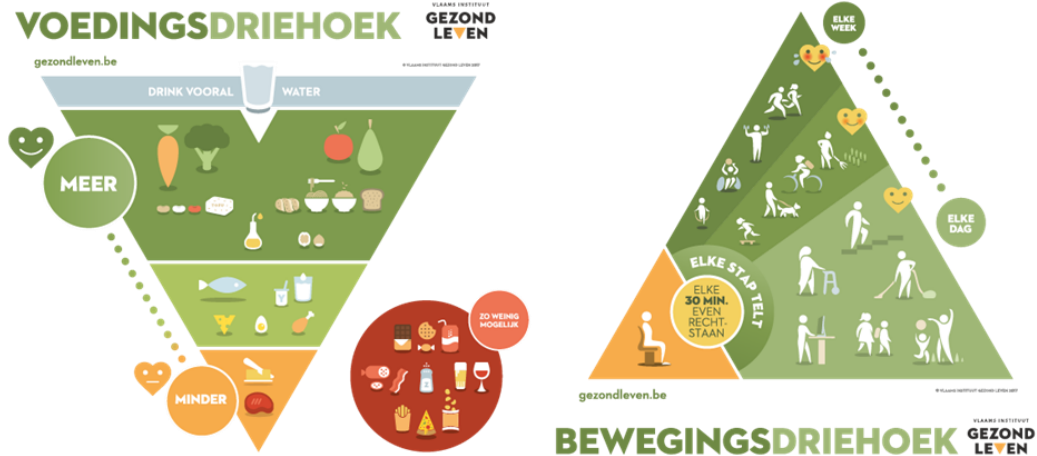 VOEDINGSDRIEHOEK
VLAAMS INSTITUUT
GEZOND
LEVEN
gezondleven.be
DRINK VOORAL WATER
MEER
MINDER
ZO WEINIG
MOGELIJK
ELKE
WEEK
ELKE
DAG
ELKE STAP TELT
ELKE
30 MIN.
EVEN
RECHT-
STAAN
gezondleven.be
BEWEGINGSDRIEHOEK
VLAAMS INSTITUUT
GEZOND
LEVEN